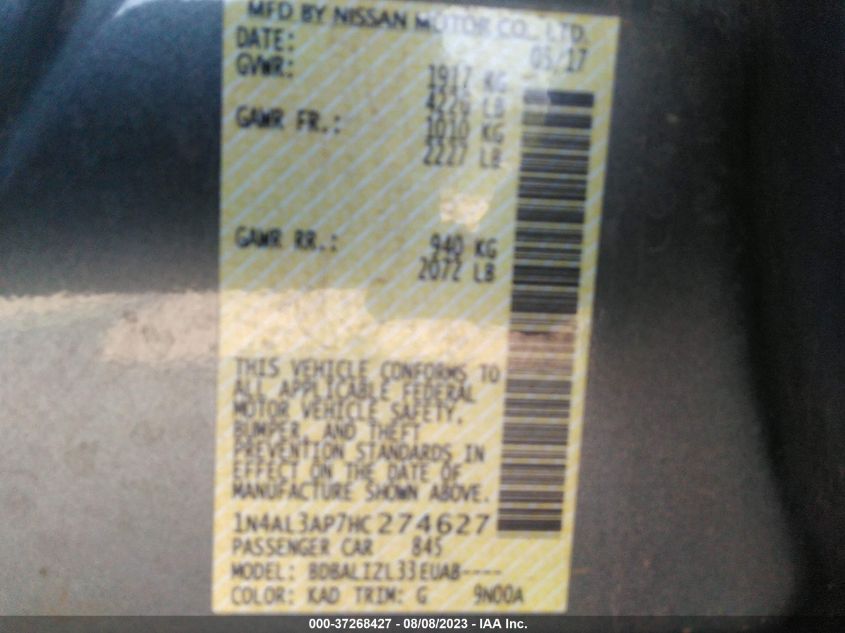 MFD BY NISSAN MOTOR CO., LTD.
DATE: 05/17
GVWR: 1917 KG
4226 LB
GAWR FR.: 1010 KG
2227 LB
GAWR RR.: 940 KG
2072 LB
THIS VEHICLE CONFORMS TO
ALL APPLICABLE FEDERAL
MOTOR VEHICLE SAFETY,
BUMPER, AND THEFT
PREVENTION STANDARDS IN
EFFECT ON THE DATE OF
MANUFACTURE SHOWN ABOVE.
1N4AL3AP7HC274627
PASSENGER CAR 845
MODEL: BDBALIZL33EUAB----
COLOR: KAD TRIM: G 9N00A
000-37268427 - 08/08/2023 - IAA Inc.